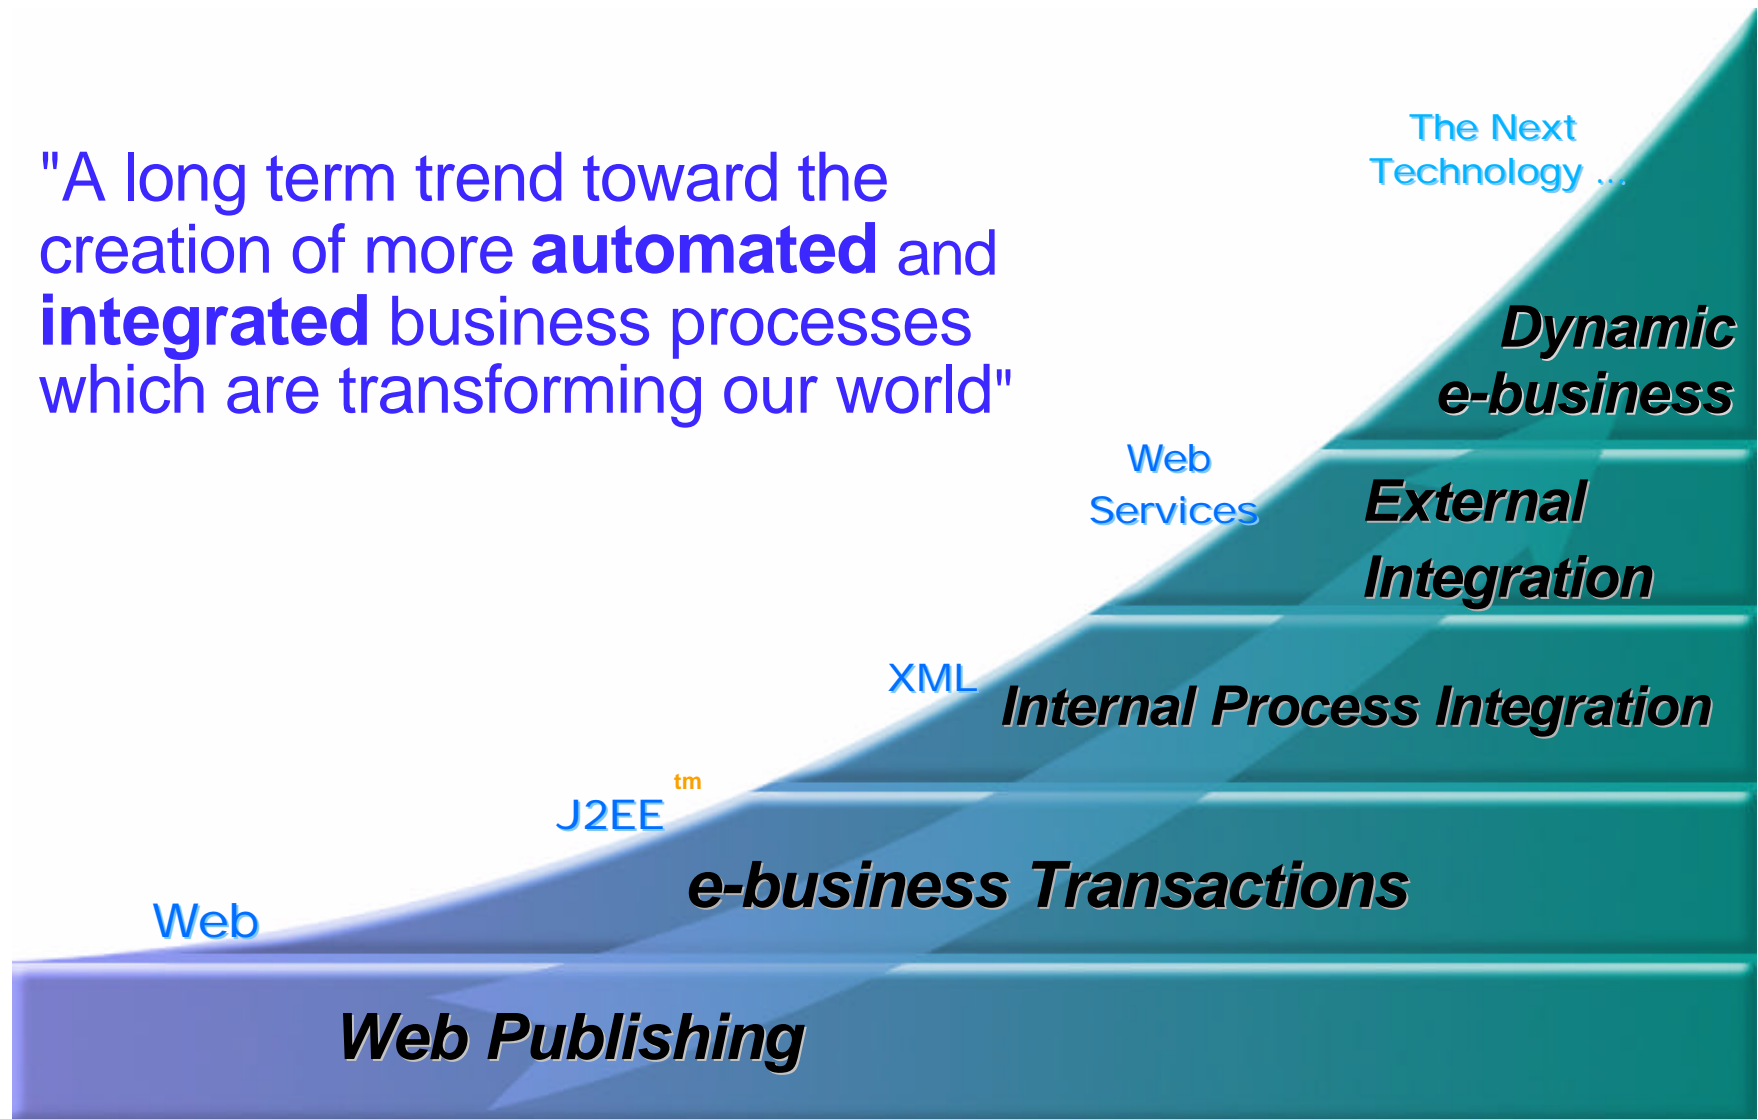 "A long term trend toward the
creation of more automated and
integrated business processes
which are transforming our world"
The Next
Technology ...
Dynamic
e-business
Web
Services
External
Integration
XML
Internal Process Integration
J2EE tm
e-business Transactions
Web
Web Publishing